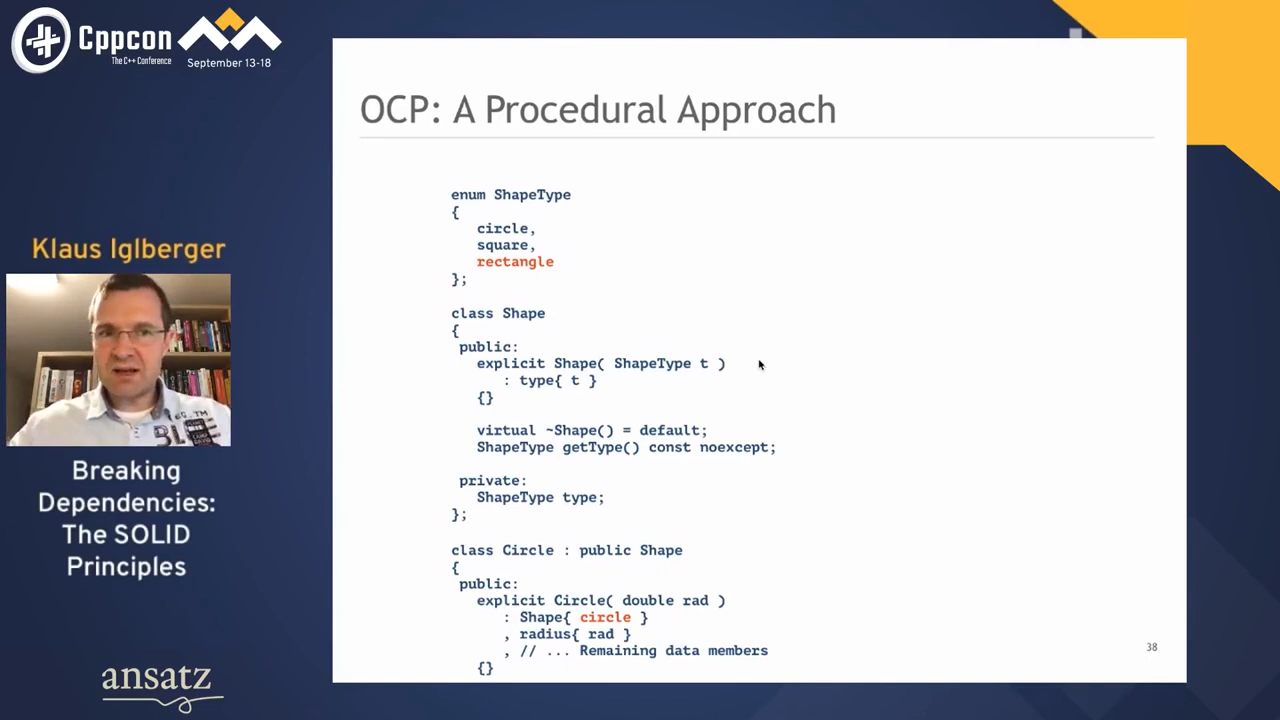 Cppcon
The C++ Conference
September 13-18
Klaus Iglberger
Breaking
Dependencies:
The SOLID
Principles
ansatz
OCP: A Procedural Approach
enum ShapeType
{
circle,
square,
rectangle
};
class Shape
{
public:
explicit Shape( ShapeType t )
: type{ t }
{}
virtual ~Shape() = default;
ShapeType getType() const noexcept;
private:
ShapeType type;
};
class Circle : public Shape
{
public:
explicit Circle( double rad )
: Shape{ circle }
, radius{ rad }
, // ... Remaining data members
{}
38